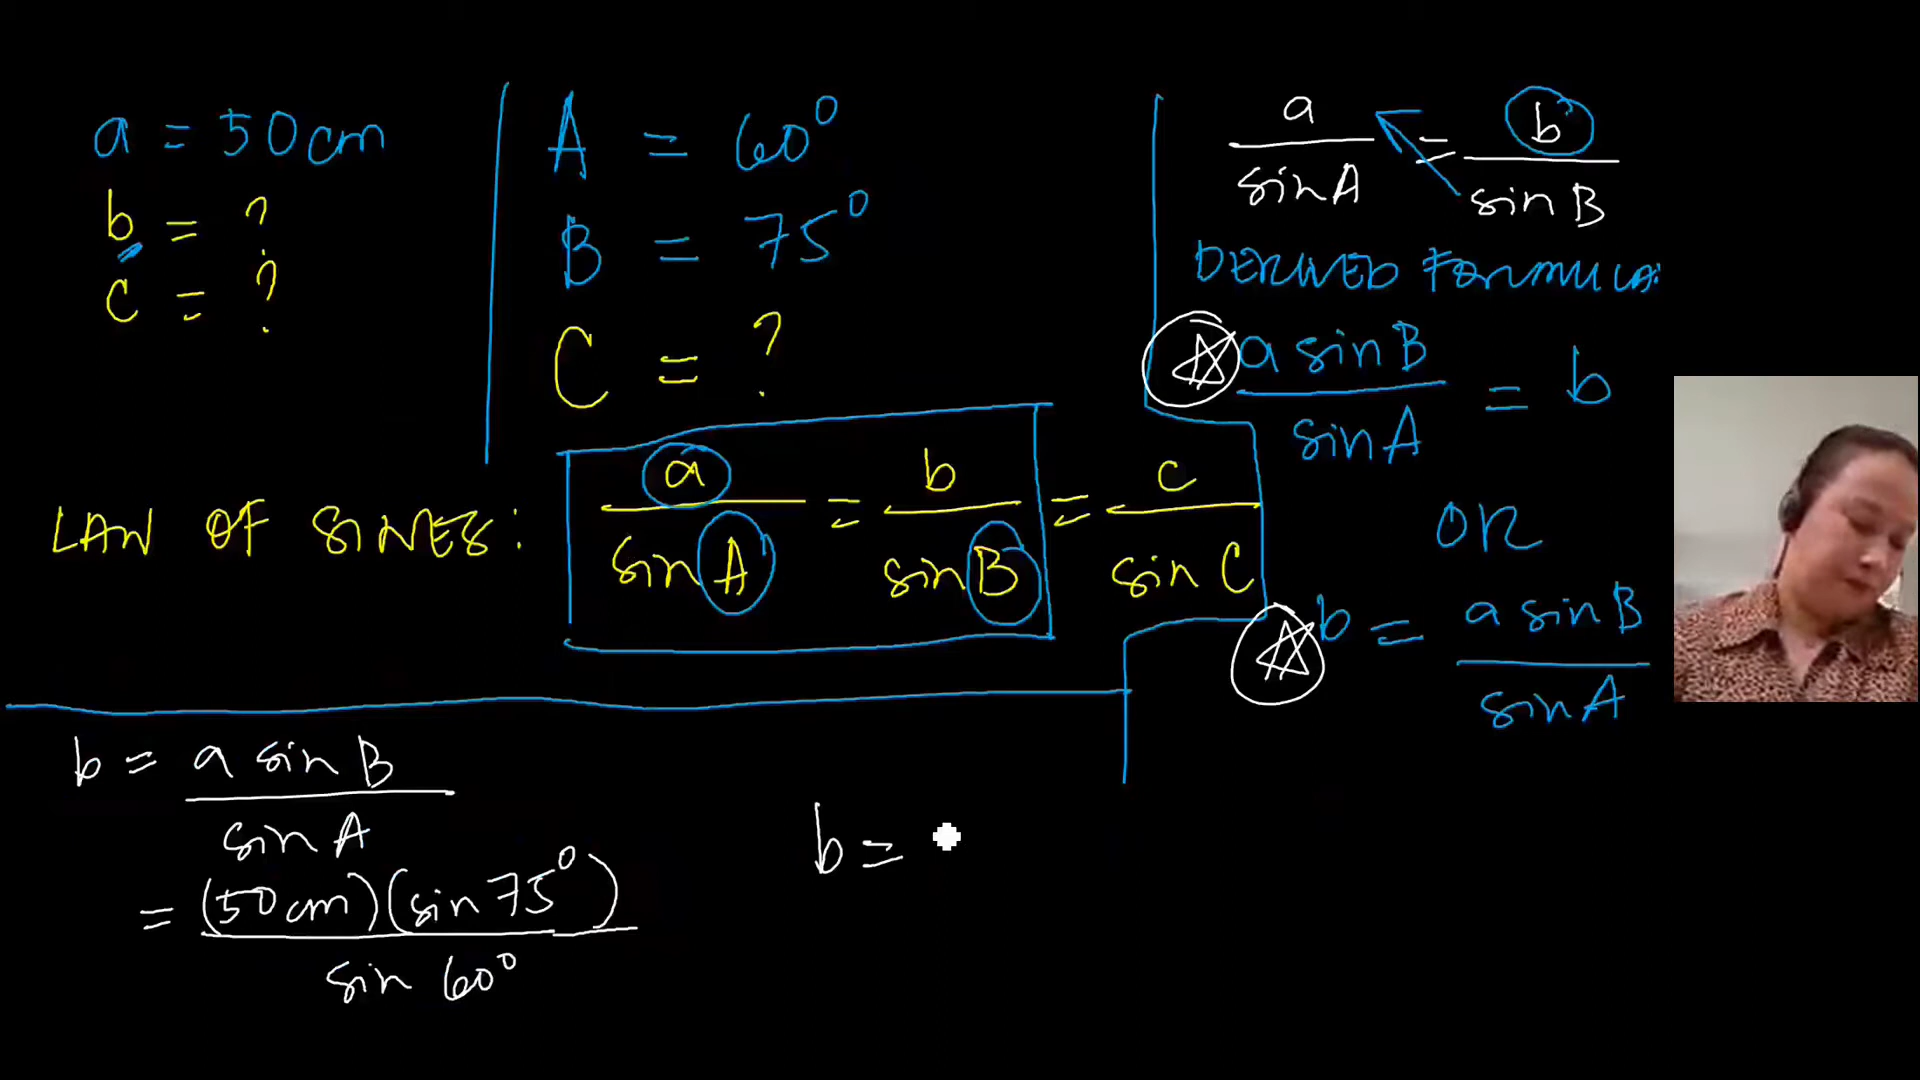 a = 50cm
b = ?
c = ?
A = 60°
B = 75°
C = ?
LAW OF SINES: a/sin A = b/sin B = c/sin C
a/sin A = b/sin B
DERIVED FORMULA:
a sin B/sin A = b
OR
b = a sin B/sin A
b = a sin B/sin A
= (50cm)(sin 75°)/sin 60°
b =